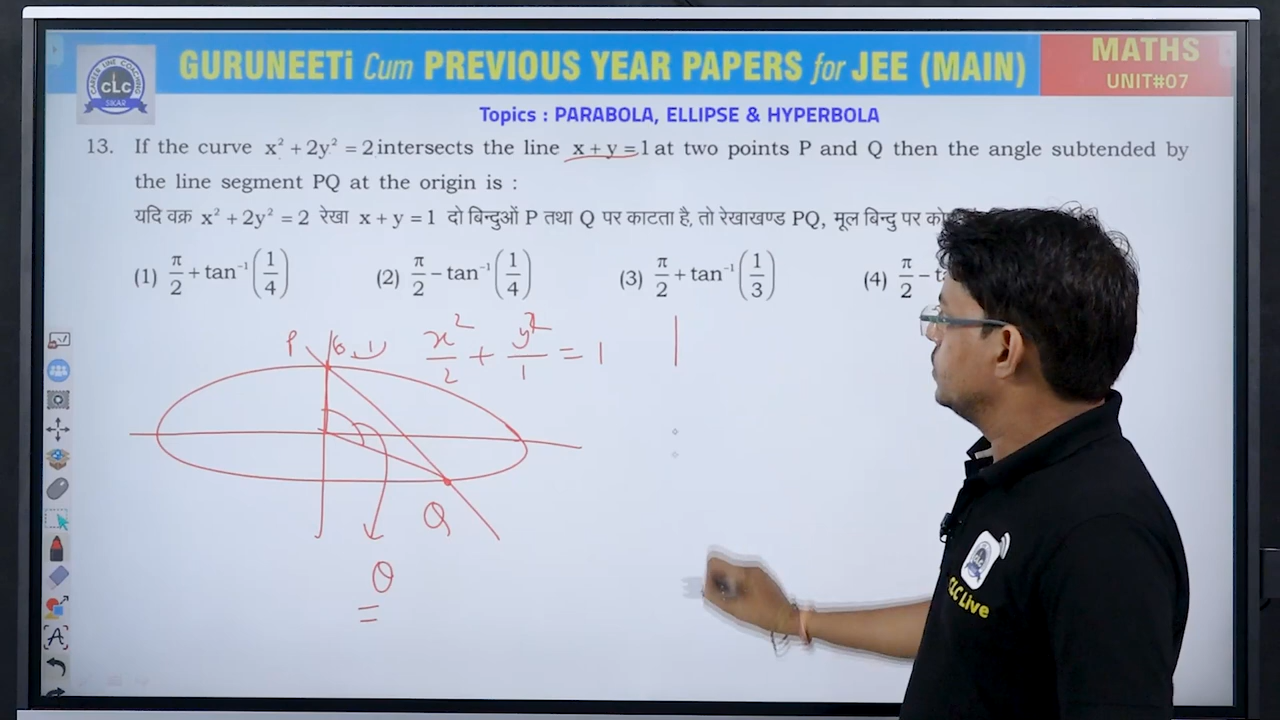 GURUNEETi Cum PREVIOUS YEAR PAPERS for JEE (MAIN)
MATHS
UNIT#07
CLC
SIKAR
Topics : PARABOLA, ELLIPSE & HYPERBOLA
13. If the curve x² + 2y² = 2 intersects the line x + y = 1 at two points P and Q then the angle subtended by
the line segment PQ at the origin is :
यदि वक्र x² + 2y² = 2 रेखा x + y = 1 दो बिन्दुओं P तथा Q पर काटता है, तो रेखाखण्ड PQ, मूल बिन्दु पर
(1) π/2 + tan⁻¹(1/4) (2) π/2 − tan⁻¹(1/4) (3) π/2 + tan⁻¹(1/3) (4) π/2 −
P
x²/2 + y²/1 = 1
Q
θ
=
CLC Live